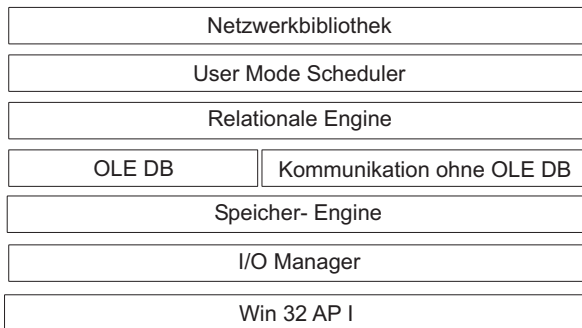 Netzwerkbibliothek
User Mode Scheduler
Relationale Engine
OLE DB Kommunikation ohne OLE DB
Speicher- Engine
I/O Manager
Win 32 AP I